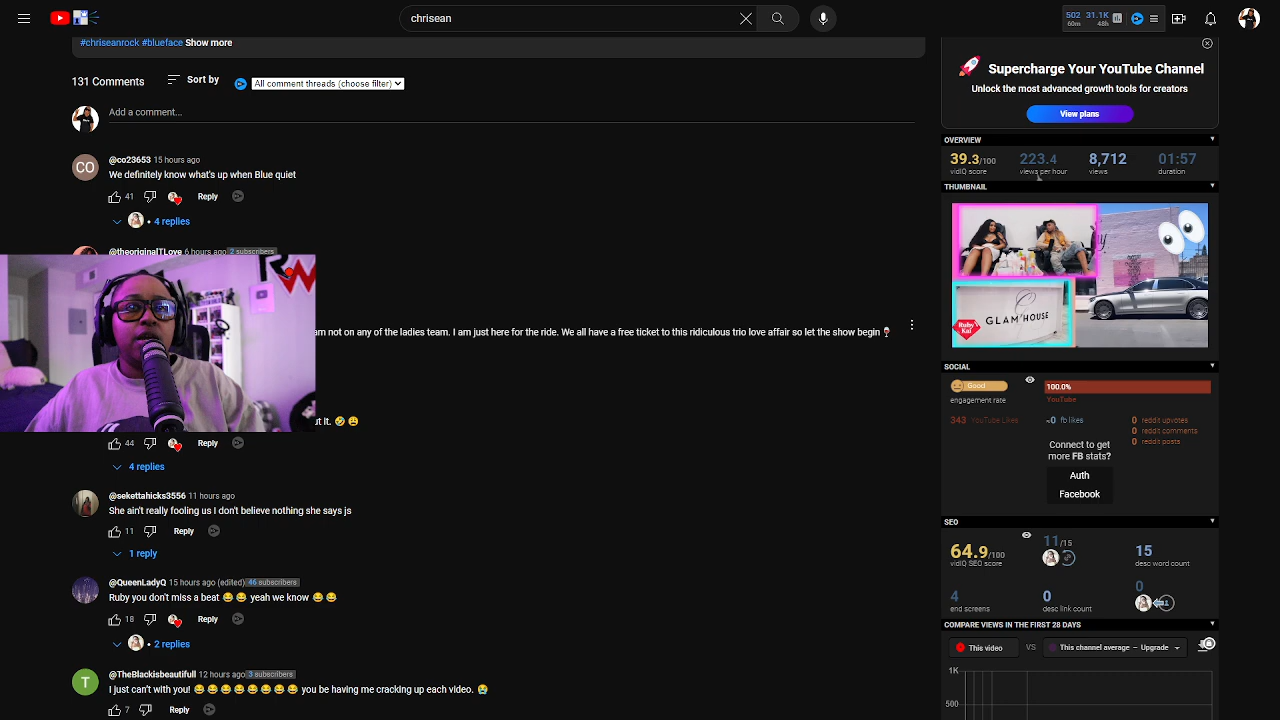 chrisean
502 31.1K
60m 48h
#chriseanrock #blueface Show more
131 Comments Sort by All comment threads (choose filter)
Add a comment...
CO
@co23653 15 hours ago
We definitely know what's up when Blue quiet
41 Reply
4 replies
@theoriginalTLove 6 hours ago 2 subscribers
am not on any of the ladies team. I am just here for the ride. We all have a free ticket to this ridiculous trio love affair so let the show begin 🍷
t it. 🤣 😩
44 Reply
4 replies
@sekettahicks3556 11 hours ago
She ain't really fooling us I don't believe nothing she says js
11 Reply
1 reply
@QueenLadyQ 15 hours ago (edited) 46 subscribers
Ruby you don't miss a beat 😂 😂 yeah we know 😂 😂
18 Reply
2 replies
T
@TheBlackisbeautifull 12 hours ago 3 subscribers
I just can't with you! 😂 😂 😂 😂 😂 😂 😂 😂 you be having me cracking up each video. 😭
7 Reply
Supercharge Your YouTube Channel
Unlock the most advanced growth tools for creators
View plans
OVERVIEW
39.3/100 223.4 8,712 01:57
vidIQ score views per hour views duration
THUMBNAIL
GLAM HOUSE
Ruby
Kai
SOCIAL
Good 100.0%
engagement rate YouTube
343 YouTube Likes ~0 fb likes 0 reddit upvotes
0 reddit comments
0 reddit posts
Connect to get
more FB stats?
Auth
Facebook
SEO
64.9/100 11/15 15
vidIQ SEO score desc word count
4 0 0
end screens desc link count
COMPARE VIEWS IN THE FIRST 28 DAYS
This video VS This channel average – Upgrade
1K
500